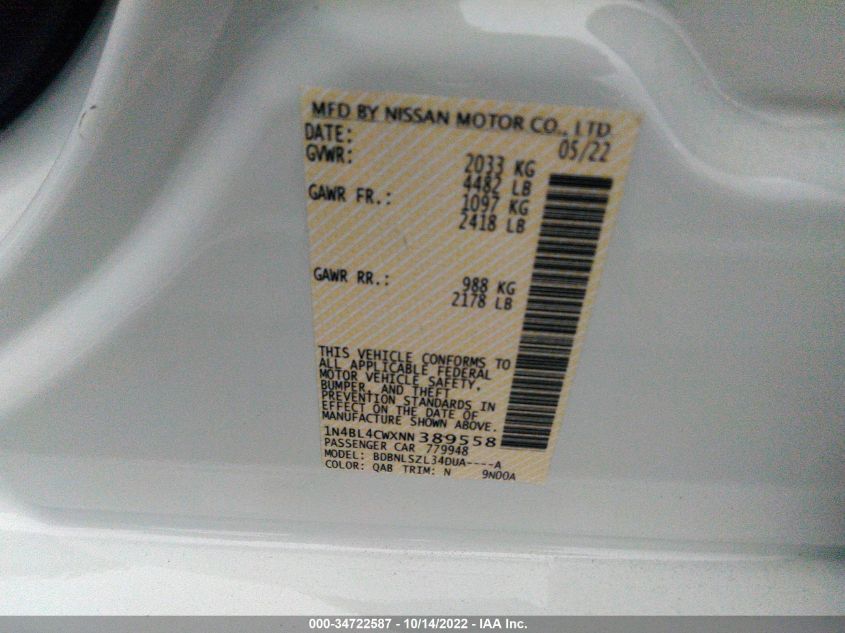 MFD BY NISSAN MOTOR CO., LTD
DATE: 05/22
GVWR: 2033 KG
4482 LB
GAWR FR.: 1097 KG
2418 LB
GAWR RR.: 988 KG
2178 LB
THIS VEHICLE CONFORMS TO
ALL APPLICABLE FEDERAL
MOTOR VEHICLE SAFETY,
BUMPER, AND THEFT
PREVENTION STANDARDS IN
EFFECT ON THE DATE OF
MANUFACTURE SHOWN ABOVE.
1N4BL4CWXNN389558
PASSENGER CAR 779948
MODEL: BDBNLSZL34DUA----A
COLOR: QAB TRIM: N 9N00A
000-34722587 - 10/14/2022 - IAA Inc.